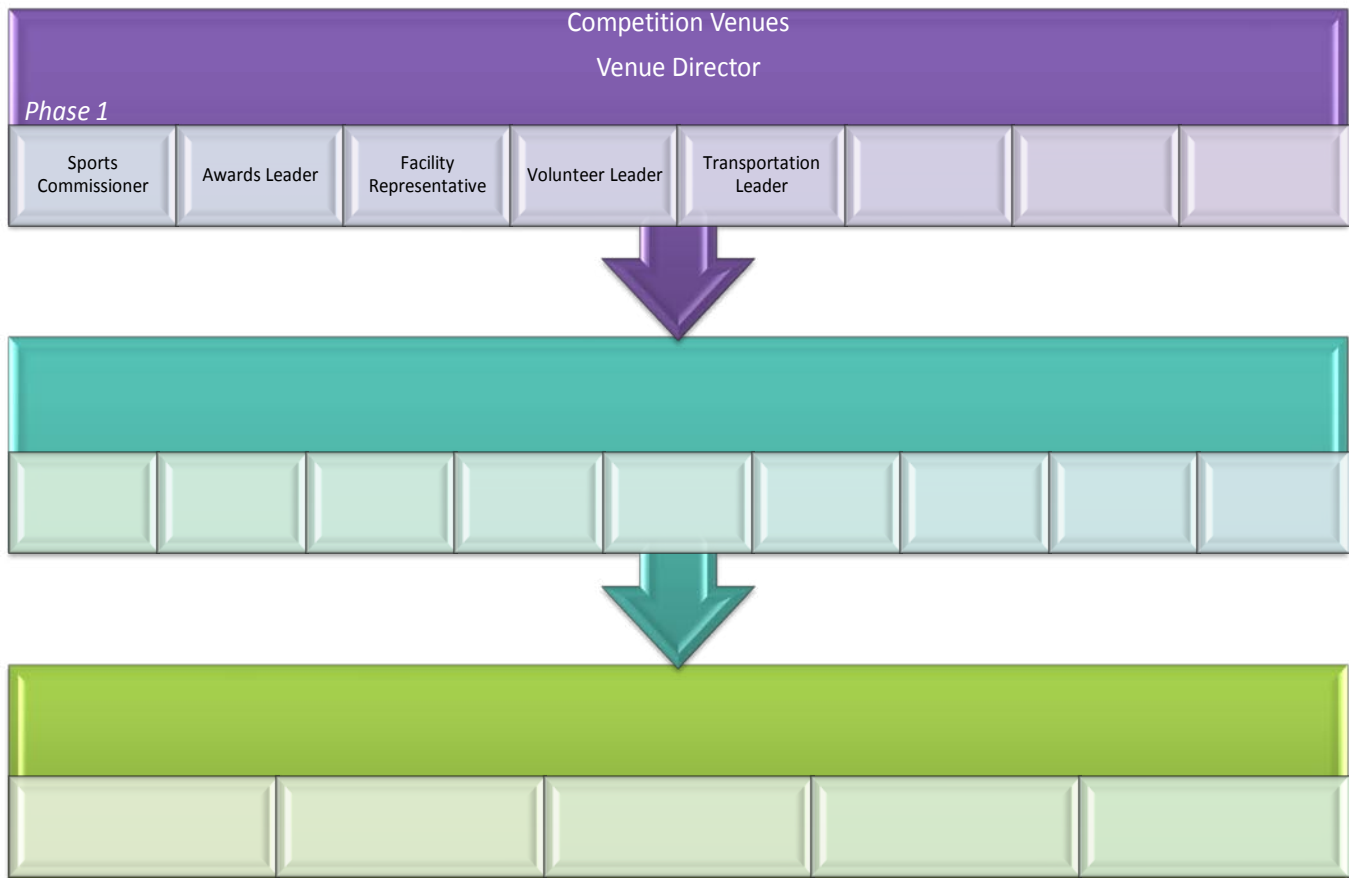 Competition Venues
Venue Director
Phase 1
Sports
Commissioner
Awards Leader
Facility
Representative
Volunteer Leader
Transportation
Leader